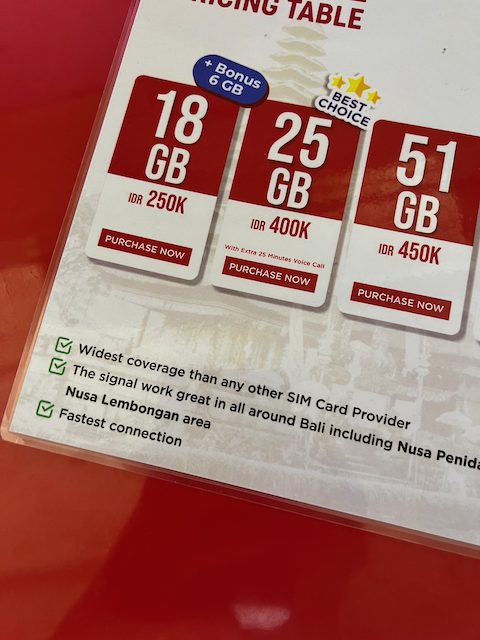 PRICING TABLE
+ Bonus
6 GB
18
GB
IDR 250K
PURCHASE NOW
BEST
CHOICE
25
GB
IDR 400K
With Extra 25 Minutes Voice Call
PURCHASE NOW
51
GB
IDR 450K
PURCHASE NOW
Widest coverage than any other SIM Card Provider
The signal work great in all around Bali including Nusa Penida
Nusa Lembongan area
Fastest connection